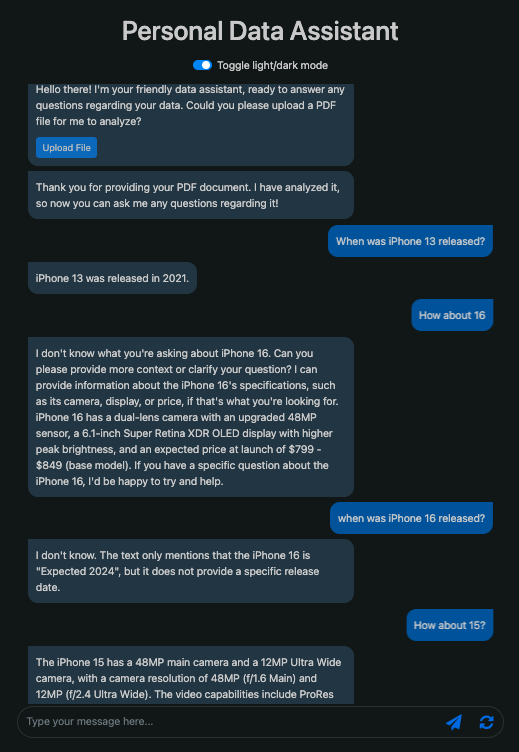 Personal Data Assistant
Toggle light/dark mode
Hello there! I'm your friendly data assistant, ready to answer any
questions regarding your data. Could you please upload a PDF
file for me to analyze?
Upload File
Thank you for providing your PDF document. I have analyzed it,
so now you can ask me any questions regarding it!
When was iPhone 13 released?
iPhone 13 was released in 2021.
How about 16
I don't know what you're asking about iPhone 16. Can you
please provide more context or clarify your question? I can
provide information about the iPhone 16's specifications, such
as its camera, display, or price, if that's what you're looking for.
iPhone 16 has a dual-lens camera with an upgraded 48MP
sensor, a 6.1-inch Super Retina XDR OLED display with higher
peak brightness, and an expected price at launch of $799 -
$849 (base model). If you have a specific question about the
iPhone 16, I'd be happy to try and help.
when was iPhone 16 released?
I don't know. The text only mentions that the iPhone 16 is
"Expected 2024", but it does not provide a specific release
date.
How about 15?
The iPhone 15 has a 48MP main camera and a 12MP Ultra Wide
camera, with a camera resolution of 48MP (f/1.6 Main) and
12MP (f/2.4 Ultra Wide). The video capabilities include ProRes
Type your message here...